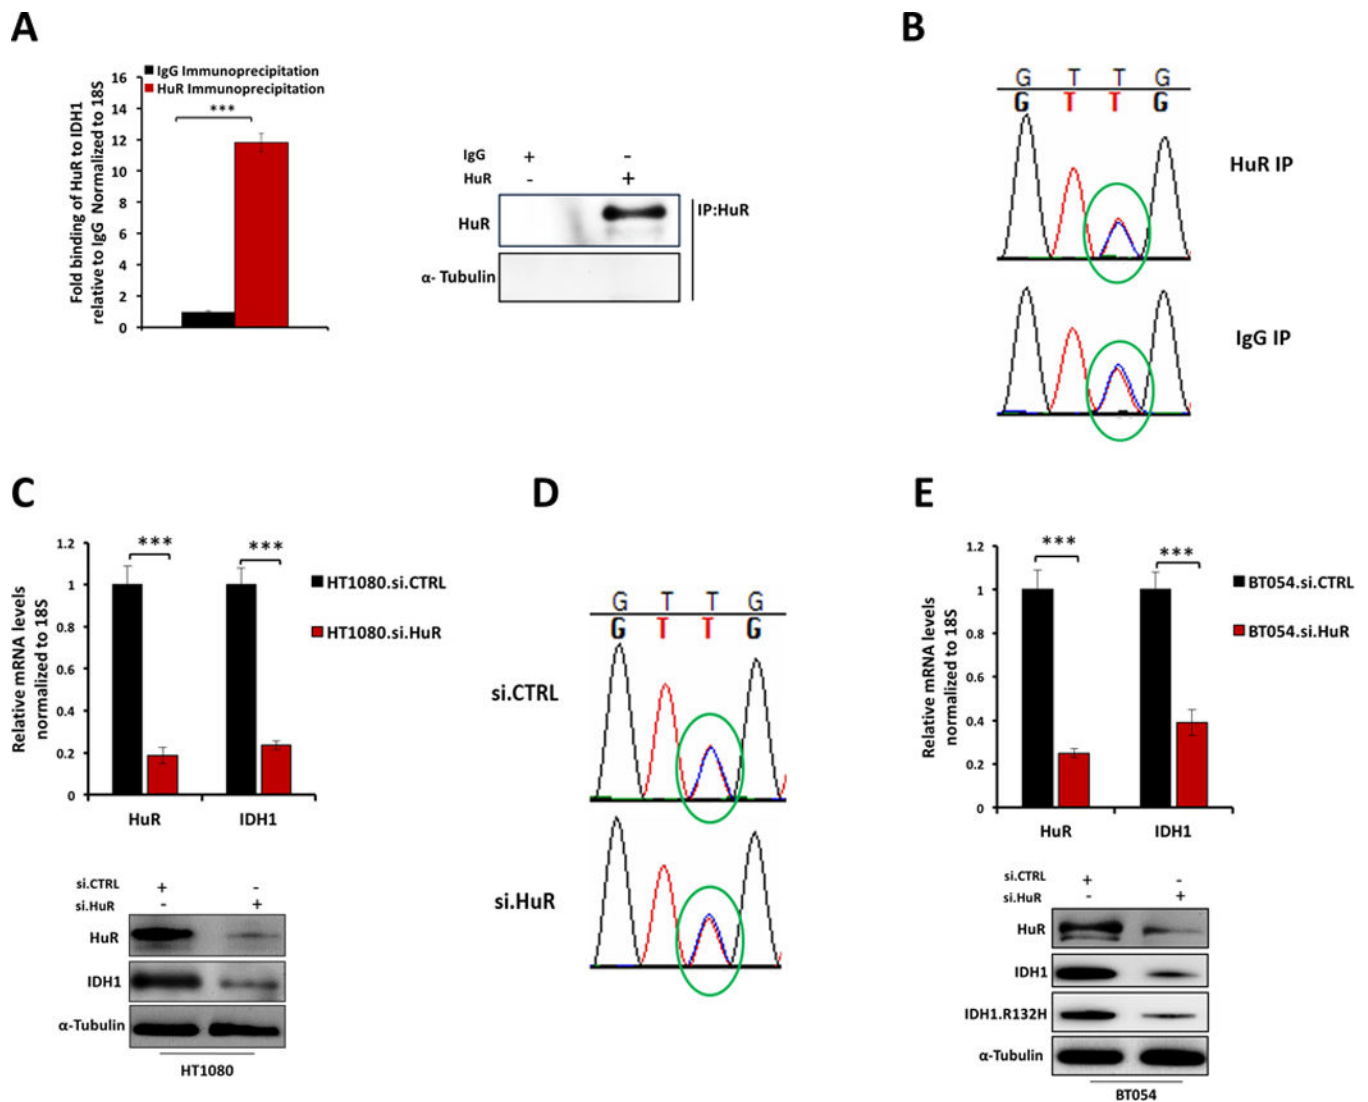 A
B
IgG Immunoprecipitation
HuR Immunoprecipitation
***
Fold binding of HuR to IDH1
relative to IgG Normalized to 18S
16
14
12
10
8
6
4
2
0
IgG + -
HuR - +
HuR
α- Tubulin
IP:HuR
G T T G
G T T G
HuR IP
IgG IP
C
D
E
Relative mRNA levels
normalized to 18S
1.2
1
0.8
0.6
0.4
0.2
0
*** ***
HuR IDH1
HT1080.si.CTRL
HT1080.si.HuR
si.CTRL + -
si.HuR - +
HuR
IDH1
α-Tubulin
HT1080
G T T G
G T T G
si.CTRL
si.HuR
Relative mRNA levels
normalized to 18S
1.2
1
0.8
0.6
0.4
0.2
0
*** ***
HuR IDH1
BT054.si.CTRL
BT054.si.HuR
si.CTRL + -
si.HuR - +
HuR
IDH1
IDH1.R132H
α-Tubulin
BT054